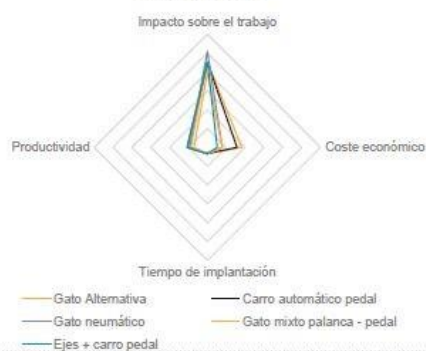 Impacto sobre el trabajo
Productividad
Coste económico
Tiempo de implantación
Gato Alternativa
Carro automático pedal
Gato neumático
Gato mixto palanca - pedal
Ejes + carro pedal